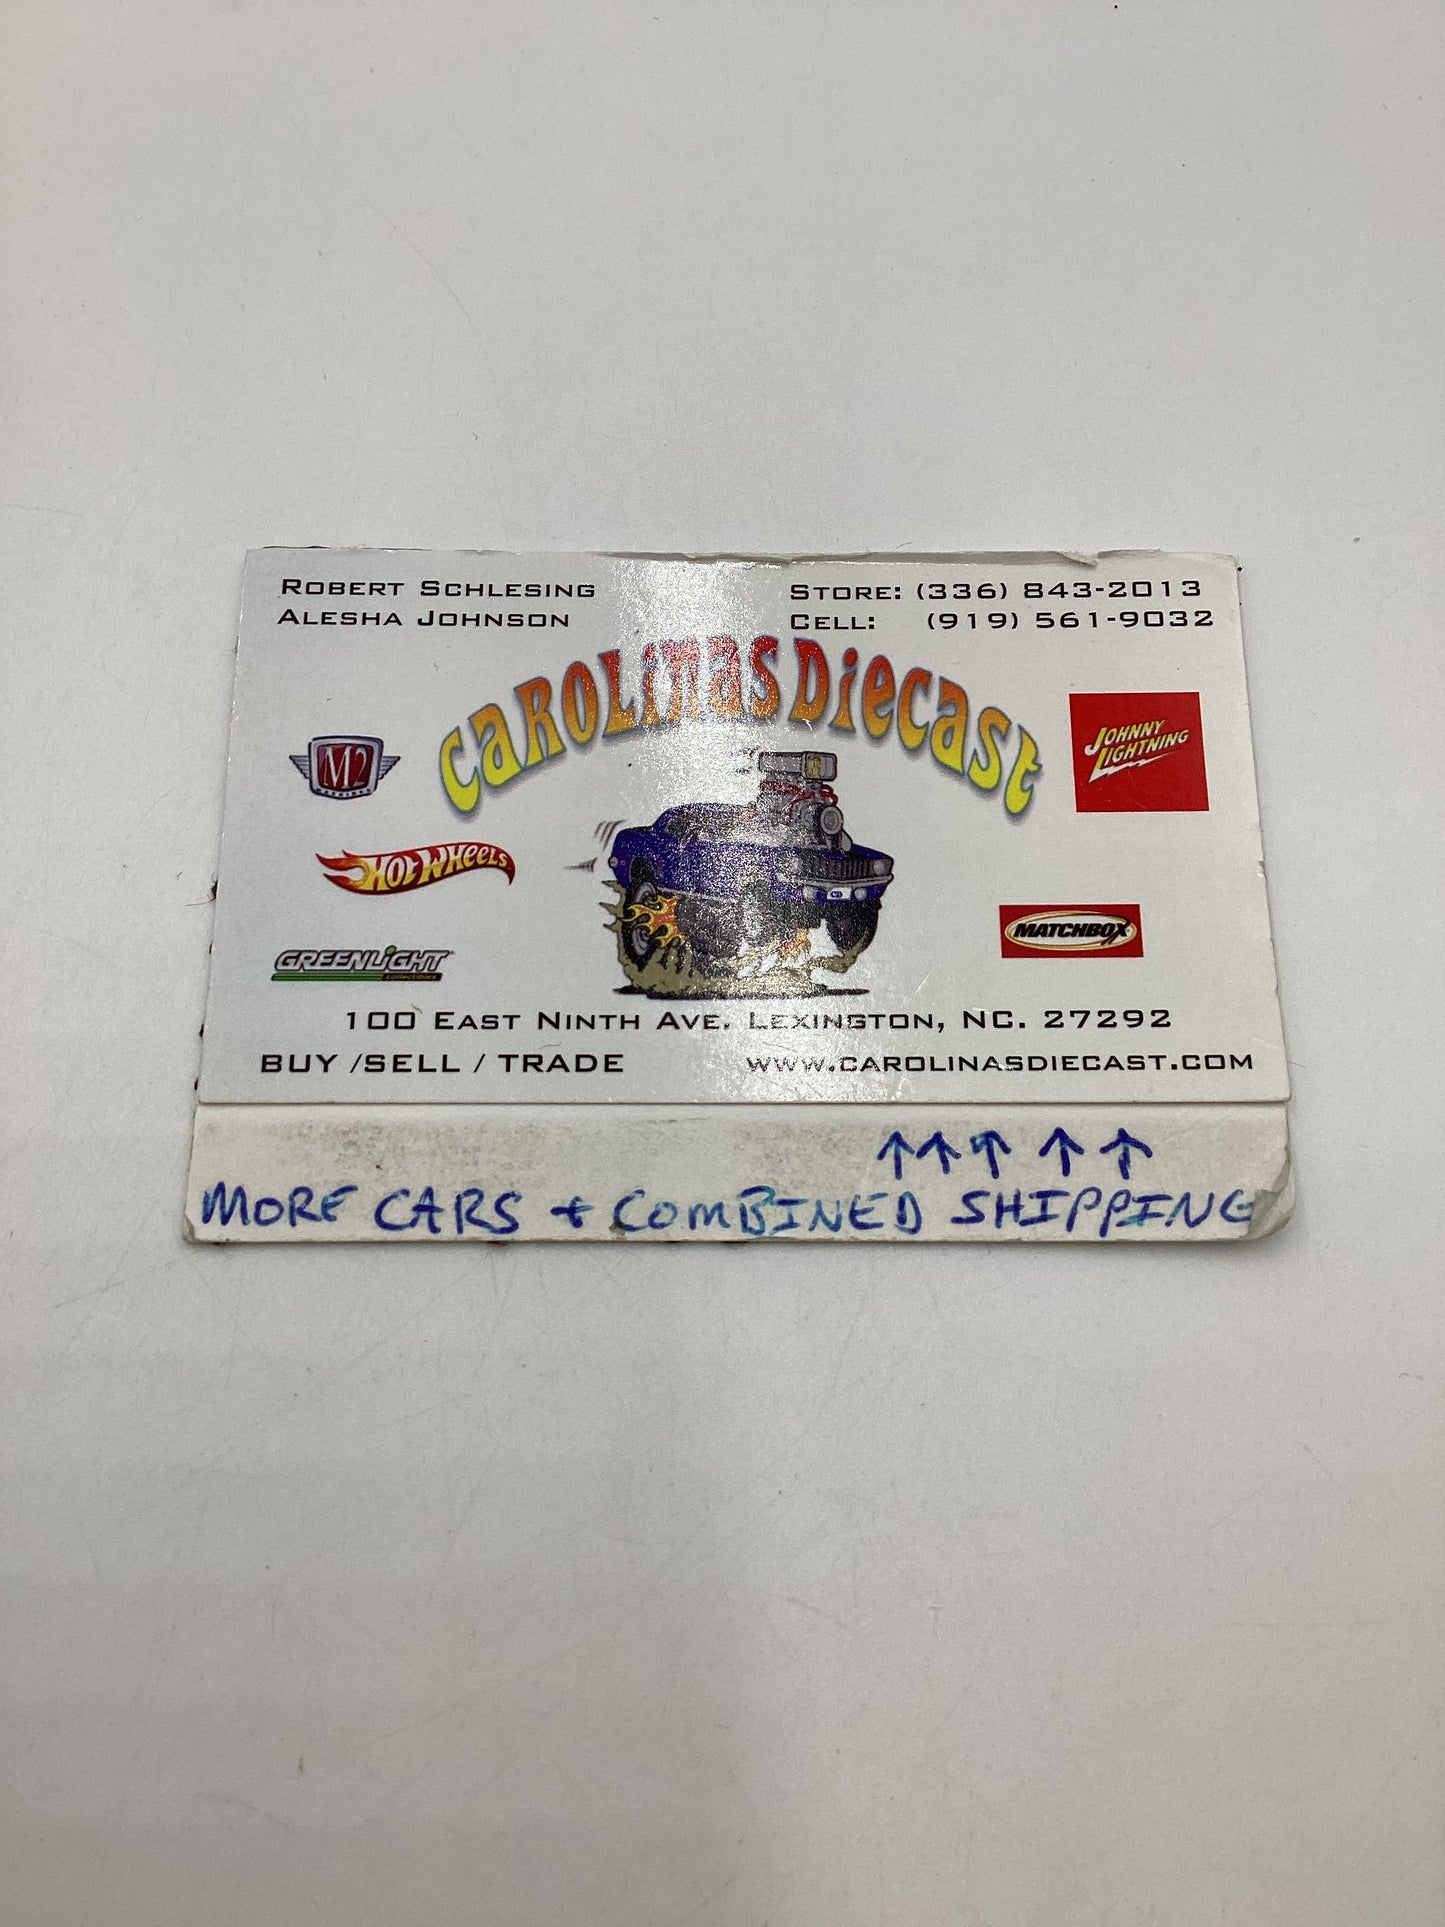 ROBERT SCHLESING
ALESHA JOHNSON
STORE: (336) 843-2013
CELL: (919) 561-9032
CAROLINAS DIECAST
M2
MACHINES
JOHNNY
LIGHTNING
HOT WHEELS
MATCHBOX
GREENLIGHT
collectibles
100 EAST NINTH AVE. LEXINGTON, NC. 27292
BUY /SELL / TRADE
WWW.CAROLINASDIECAST.COM
↑ ↑ ↑ ↑ ↑
MORE CARS + COMBINED SHIPPING